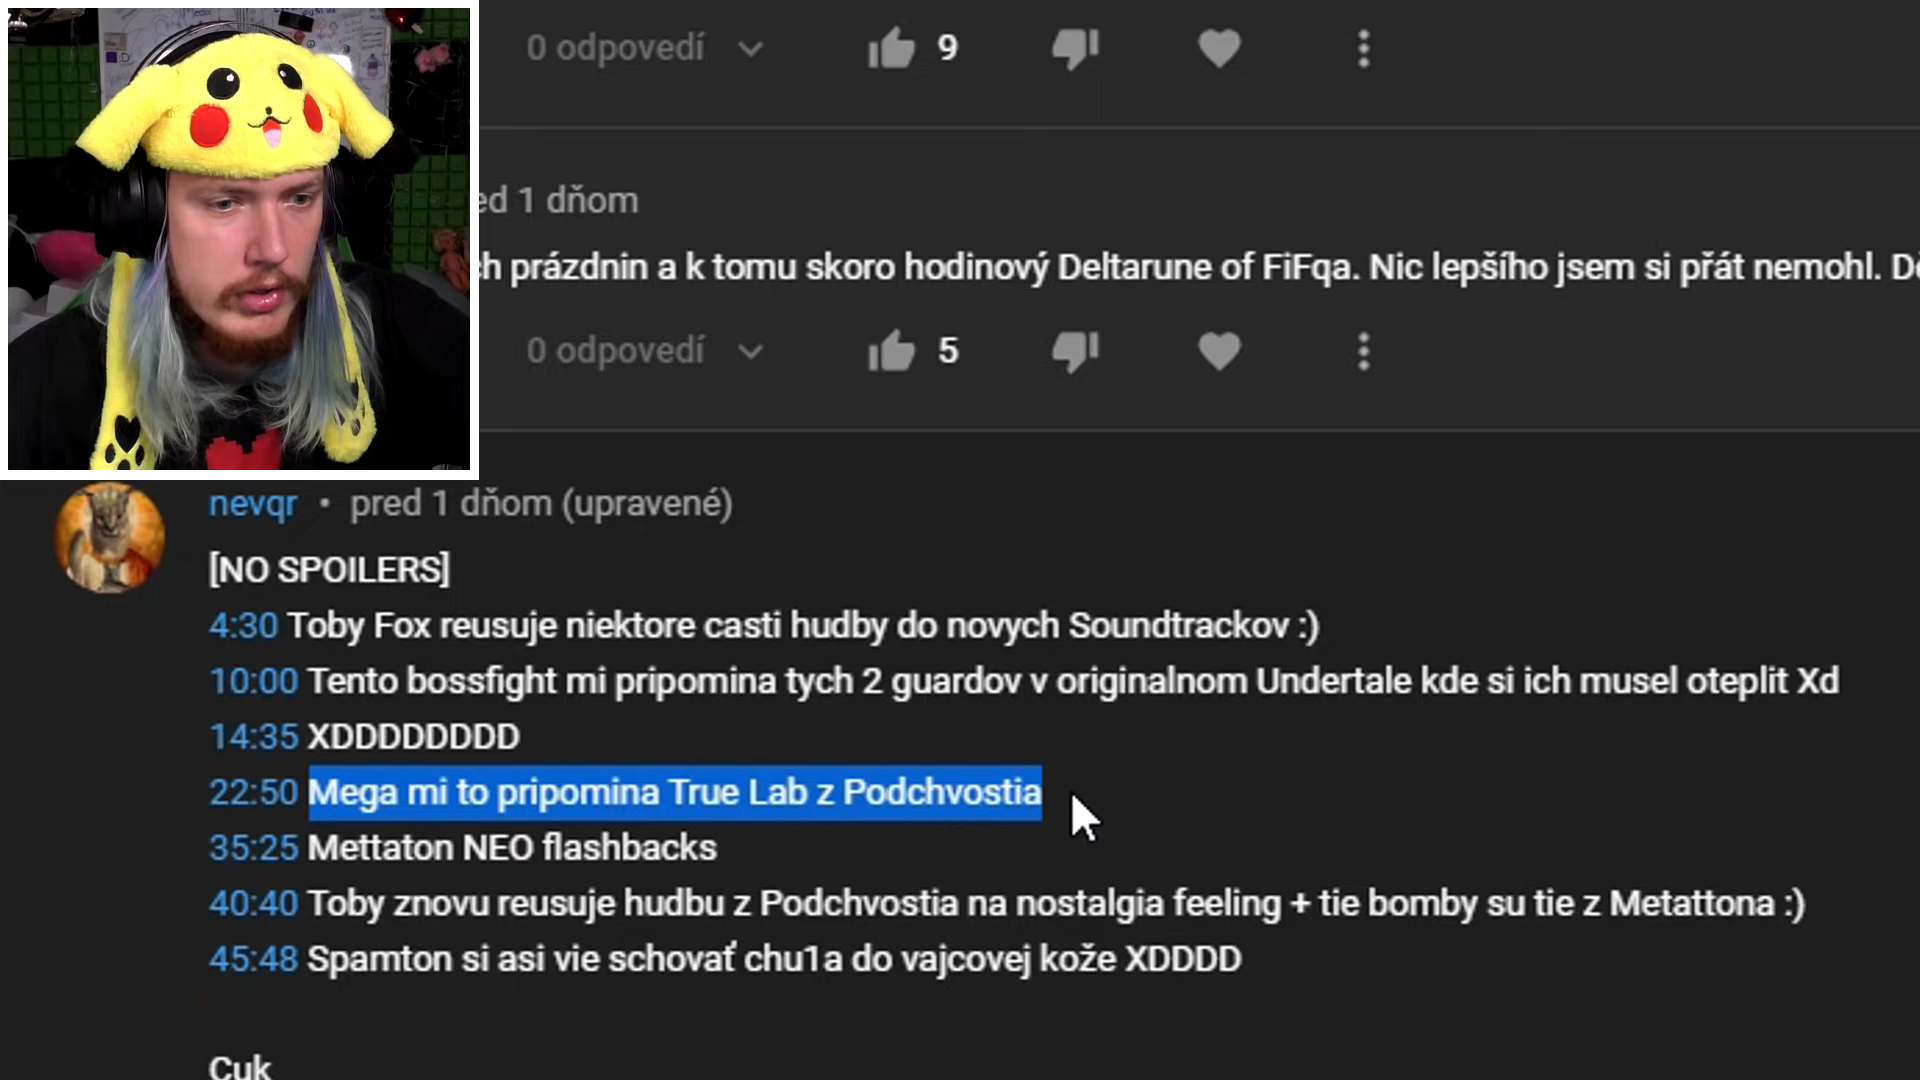 0 odpovedí 9
ed 1 dňom
ch prázdnin a k tomu skoro hodinový Deltarune of FiFqa. Nic lepšího jsem si přát nemohl.
0 odpovedí 5
nevqr • pred 1 dňom (upravené)
[NO SPOILERS]
4:30 Toby Fox reusuje niektore casti hudby do novych Soundtrackov :)
10:00 Tento bossfight mi pripomina tych 2 guardov v originalnom Undertale kde si ich musel oteplit Xd
14:35 XDDDDDDDD
22:50 Mega mi to pripomina True Lab z Podchvostia
35:25 Mettaton NEO flashbacks
40:40 Toby znovu reusuje hudbu z Podchvostia na nostalgia feeling + tie bomby su tie z Metattona :)
45:48 Spamton si asi vie schovať chu1a do vajcovej kože XDDDD
Cuk